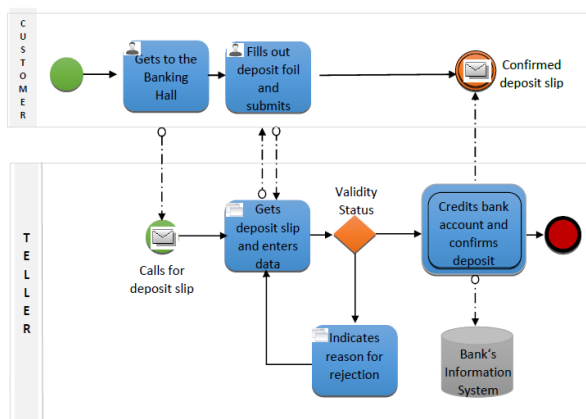 CUSTOMER
Gets to the
Banking
Hall
Fills out
deposit foil
and
submits
Confirmed
deposit slip
TELLER
Calls for
deposit slip
Gets
deposit slip
and enters
data
Validity
Status
Credits bank
account and
confirms
deposit
Indicates
reason for
rejection
Bank's
Information
System